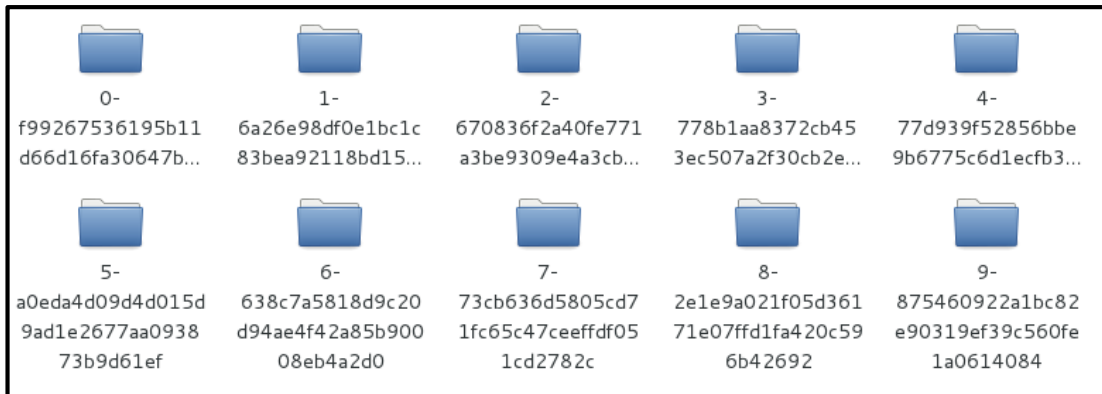 0-
f99267536195b11
d66d16fa30647b...
1-
6a26e98df0e1bc1c
83bea92118bd15...
2-
670836f2a40fe771
a3be9309e4a3cb...
3-
778b1aa8372cb45
3ec507a2f30cb2e...
4-
77d939f52856bbe
9b6775c6d1ecfb3...
5-
a0eda4d09d4d015d
9ad1e2677aa0938
73b9d61ef
6-
638c7a5818d9c20
d94ae4f42a85b900
08eb4a2d0
7-
73cb636d5805cd7
1fc65c47ceeffdf05
1cd2782c
8-
2e1e9a021f05d361
71e07ffd1fa420c59
6b42692
9-
875460922a1bc82
e90319ef39c560fe
1a0614084